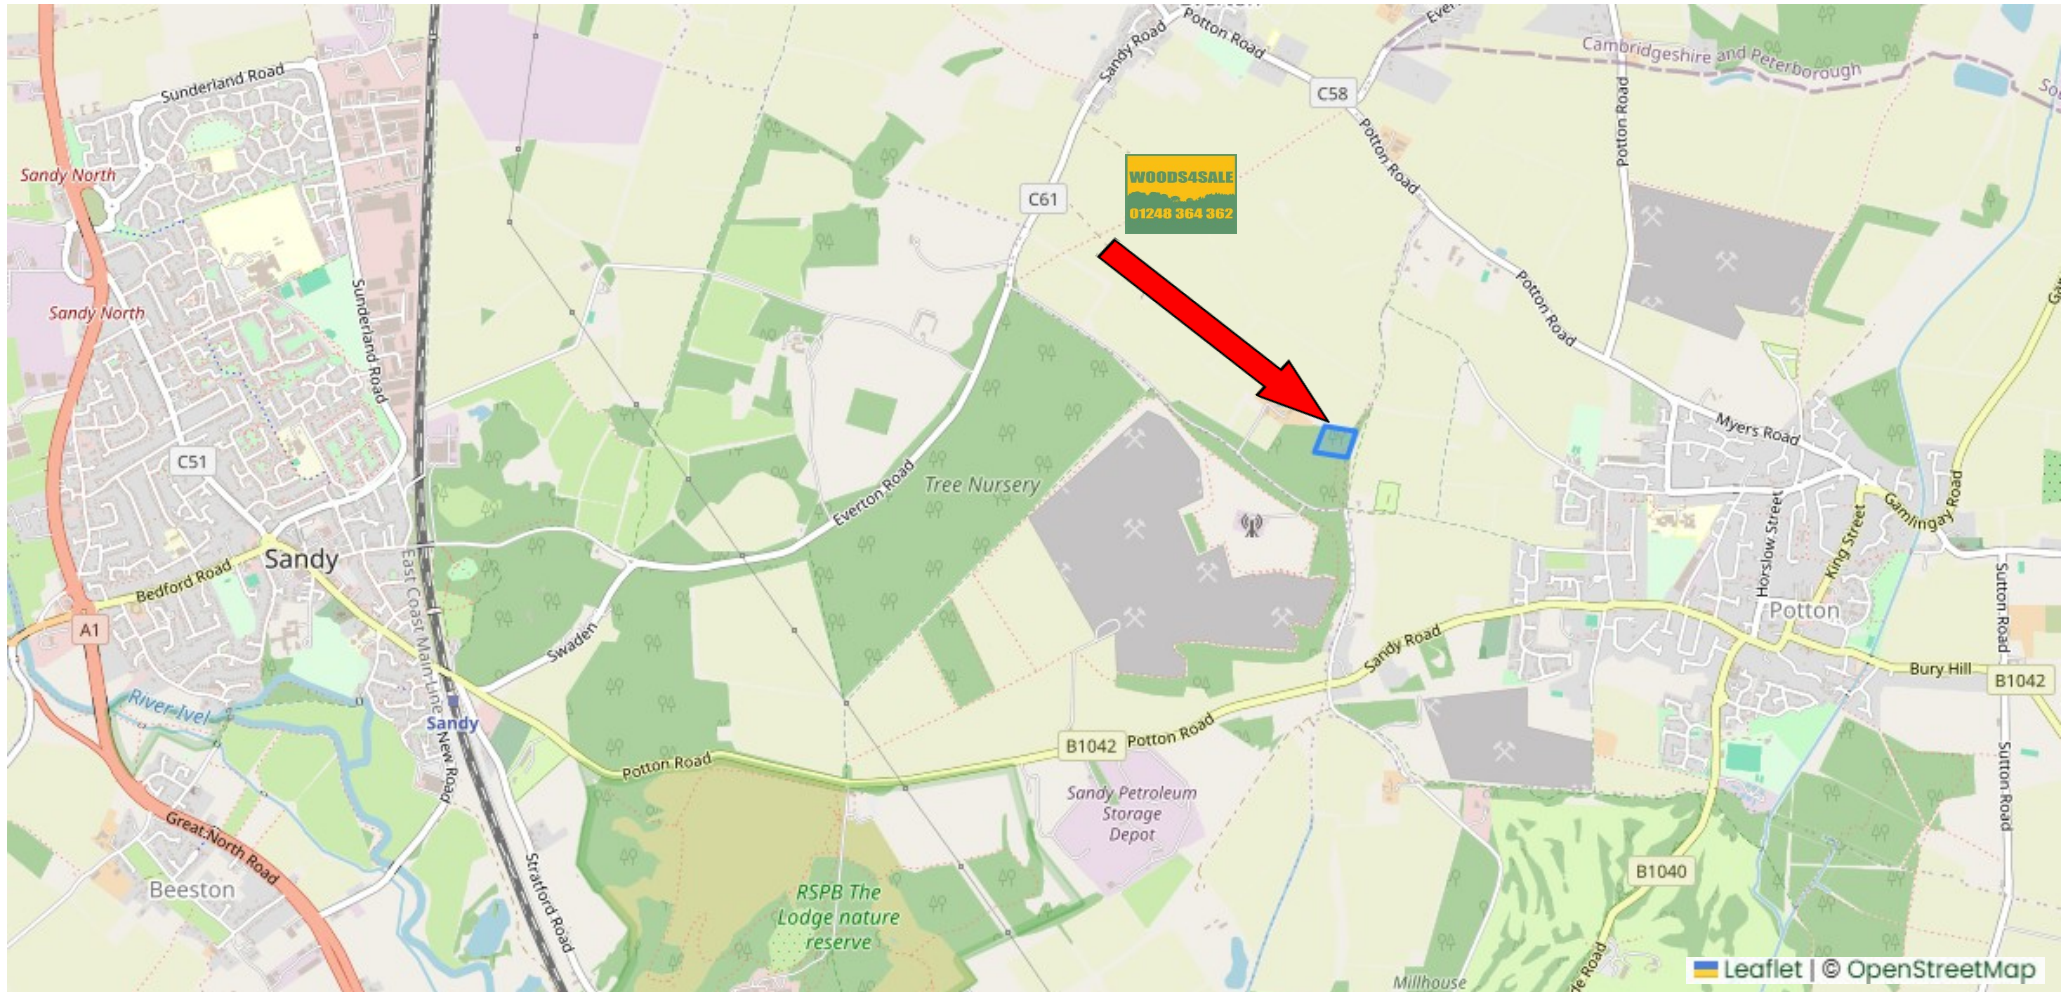 Everton
Potton Road
Sandy Road
C58
Cambridgeshire and Peterborough
Sunderland Road
Potton Road
Potton Road
Sandy North
WOODS4SALE
01248 364 362
C61
Sandy North
Sunderland Road
Potton Road
Myers Road
C51
Everton Road
Tree Nursery
Gamlingay Road
King Street
Horslow Street
Sandy
Bedford Road
East Coast Main Line
Potton
Sutton Road
A1
Swaden
Sandy Road
Bury Hill
B1042
River Ivel
Sandy
New Road
B1042
Potton Road
Potton Road
Sutton Road
Sandy Petroleum
Storage
Depot
Great North Road
Stratford Road
B1040
Beeston
RSPB The
Lodge nature
reserve
Millhouse
Leaflet | © OpenStreetMap